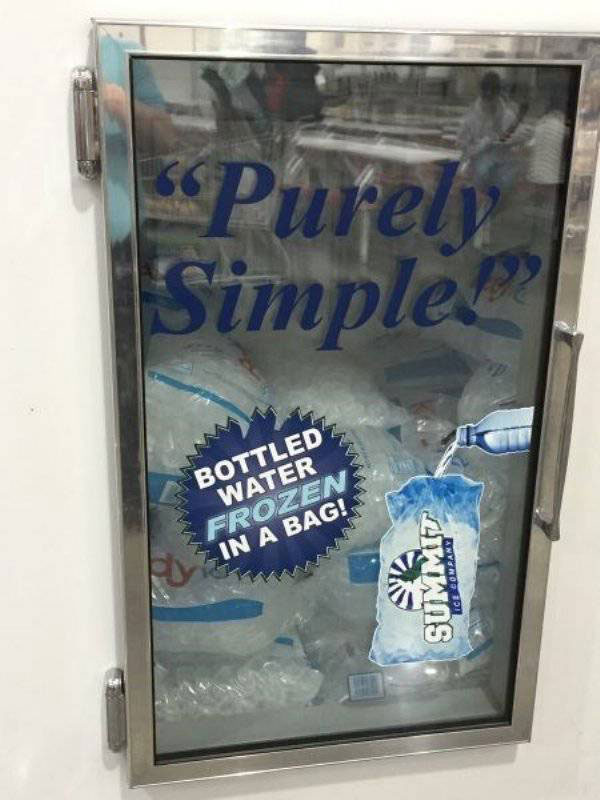 “Purely
Simple!”
BOTTLED
WATER
FROZEN
IN A BAG!
SUMMIT
ICE COMPANY